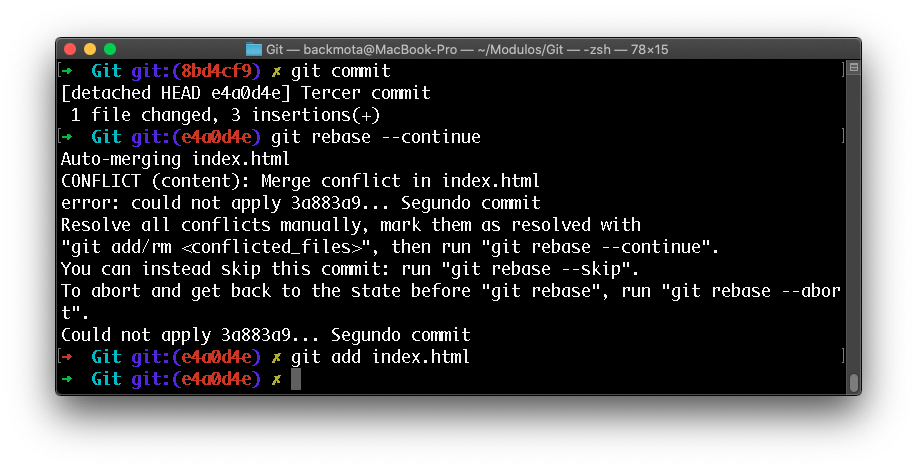 Git — backmota@MacBook-Pro — ~/Modulos/Git — -zsh — 78×15
[➜  Git git:(8bd4cf9) ✗ git commit ]
[detached HEAD e4a0d4e] Tercer commit
 1 file changed, 3 insertions(+)
[➜  Git git:(e4a0d4e) git rebase --continue ]
Auto-merging index.html
CONFLICT (content): Merge conflict in index.html
error: could not apply 3a883a9... Segundo commit
Resolve all conflicts manually, mark them as resolved with
"git add/rm <conflicted_files>", then run "git rebase --continue".
You can instead skip this commit: run "git rebase --skip".
To abort and get back to the state before "git rebase", run "git rebase --abor
t".
Could not apply 3a883a9... Segundo commit
[➜  Git git:(e4a0d4e) ✗ git add index.html ]
➜  Git git:(e4a0d4e) ✗